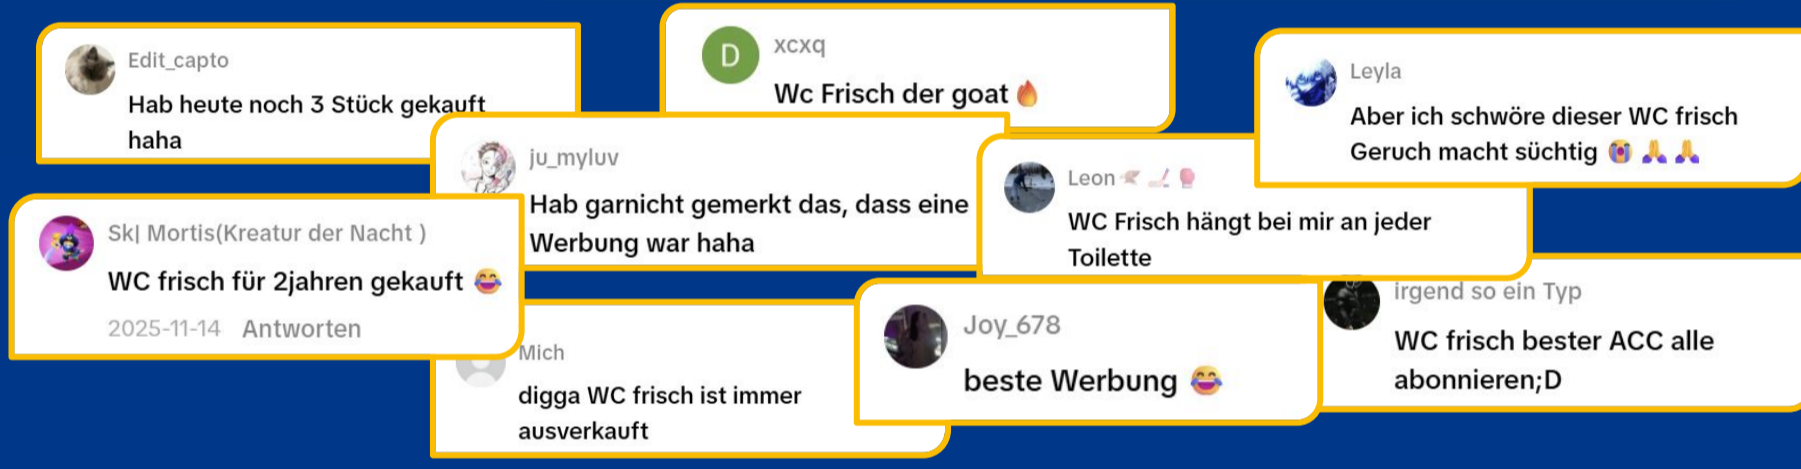 Edit_capto
Hab heute noch 3 Stück gekauft
haha
xcxq
D
Wc Frisch der goat 🔥
Leyla
Aber ich schwöre dieser WC frisch
Geruch macht süchtig 😭 🙏 🙏
ju_myluv
Hab garnicht gemerkt das, dass eine
Werbung war haha
Leon
WC Frisch hängt bei mir an jeder
Toilette
Sk| Mortis(Kreatur der Nacht )
WC frisch für 2jahren gekauft 😂
2025-11-14 Antworten
Mich
digga WC frisch ist immer
ausverkauft
Joy_678
beste Werbung 😂
irgend so ein Typ
WC frisch bester ACC alle
abonnieren;D